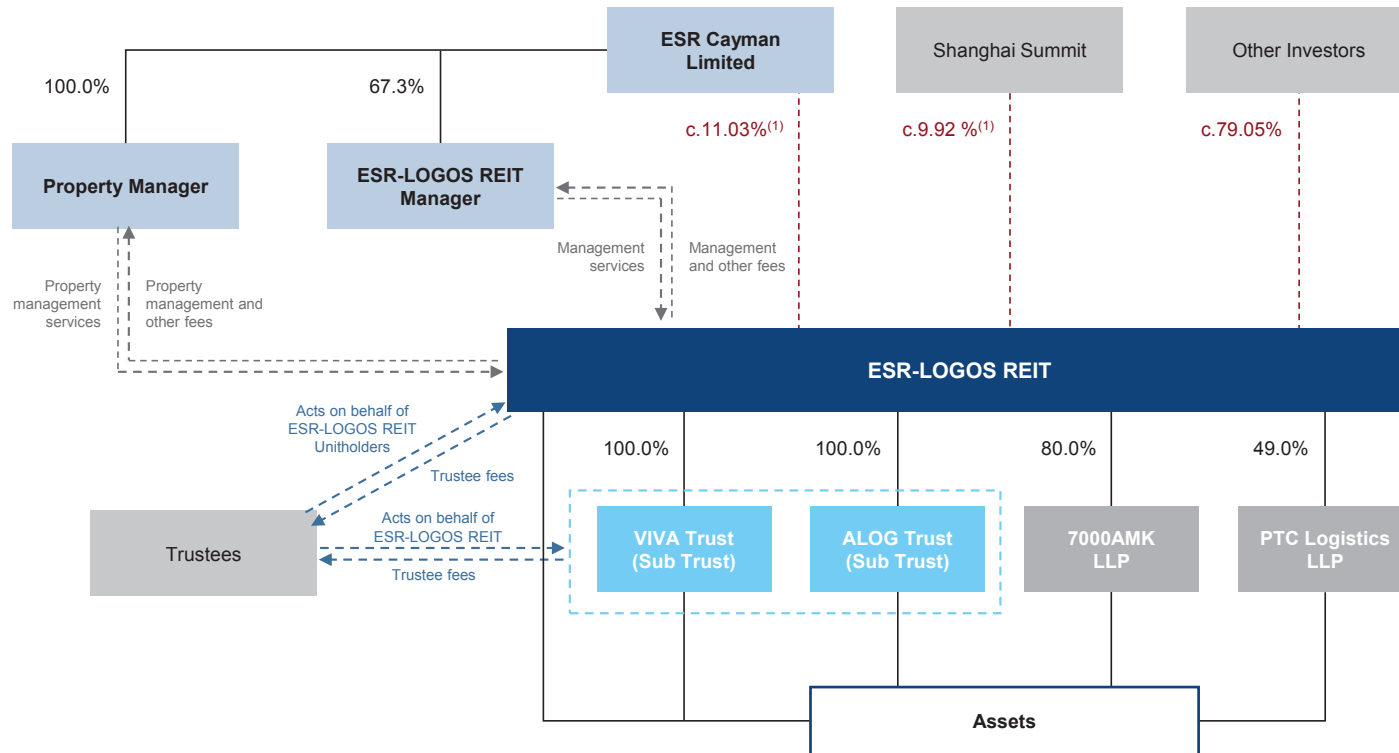 ESR Cayman
Limited
Shanghai Summit
Other Investors
100.0%
67.3%
c.11.03%(1)
c.9.92 %(1)
c.79.05%
Property Manager
ESR-LOGOS REIT
Manager
Management
services
Management
and other fees
Property
management
services
Property
management and
other fees
ESR-LOGOS REIT
Acts on behalf of
ESR-LOGOS REIT
Unitholders
Trustee fees
100.0%
100.0%
80.0%
49.0%
Trustees
Acts on behalf of
ESR-LOGOS REIT
Trustee fees
VIVA Trust
(Sub Trust)
ALOG Trust
(Sub Trust)
7000AMK
LLP
PTC Logistics
LLP
Assets